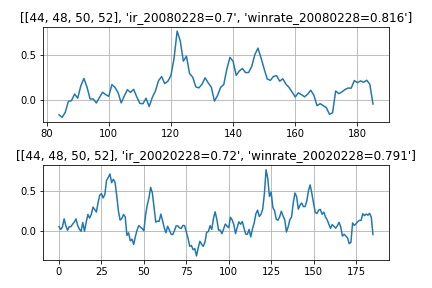 [[44, 48, 50, 52], 'ir_20080228=0.7', 'winrate_20080228=0.816']
0.5
0.0
80 100 120 140 160 180
[[44, 48, 50, 52], 'ir_20020228=0.72', 'winrate_20020228=0.791']
0.5
0.0
0 25 50 75 100 125 150 175